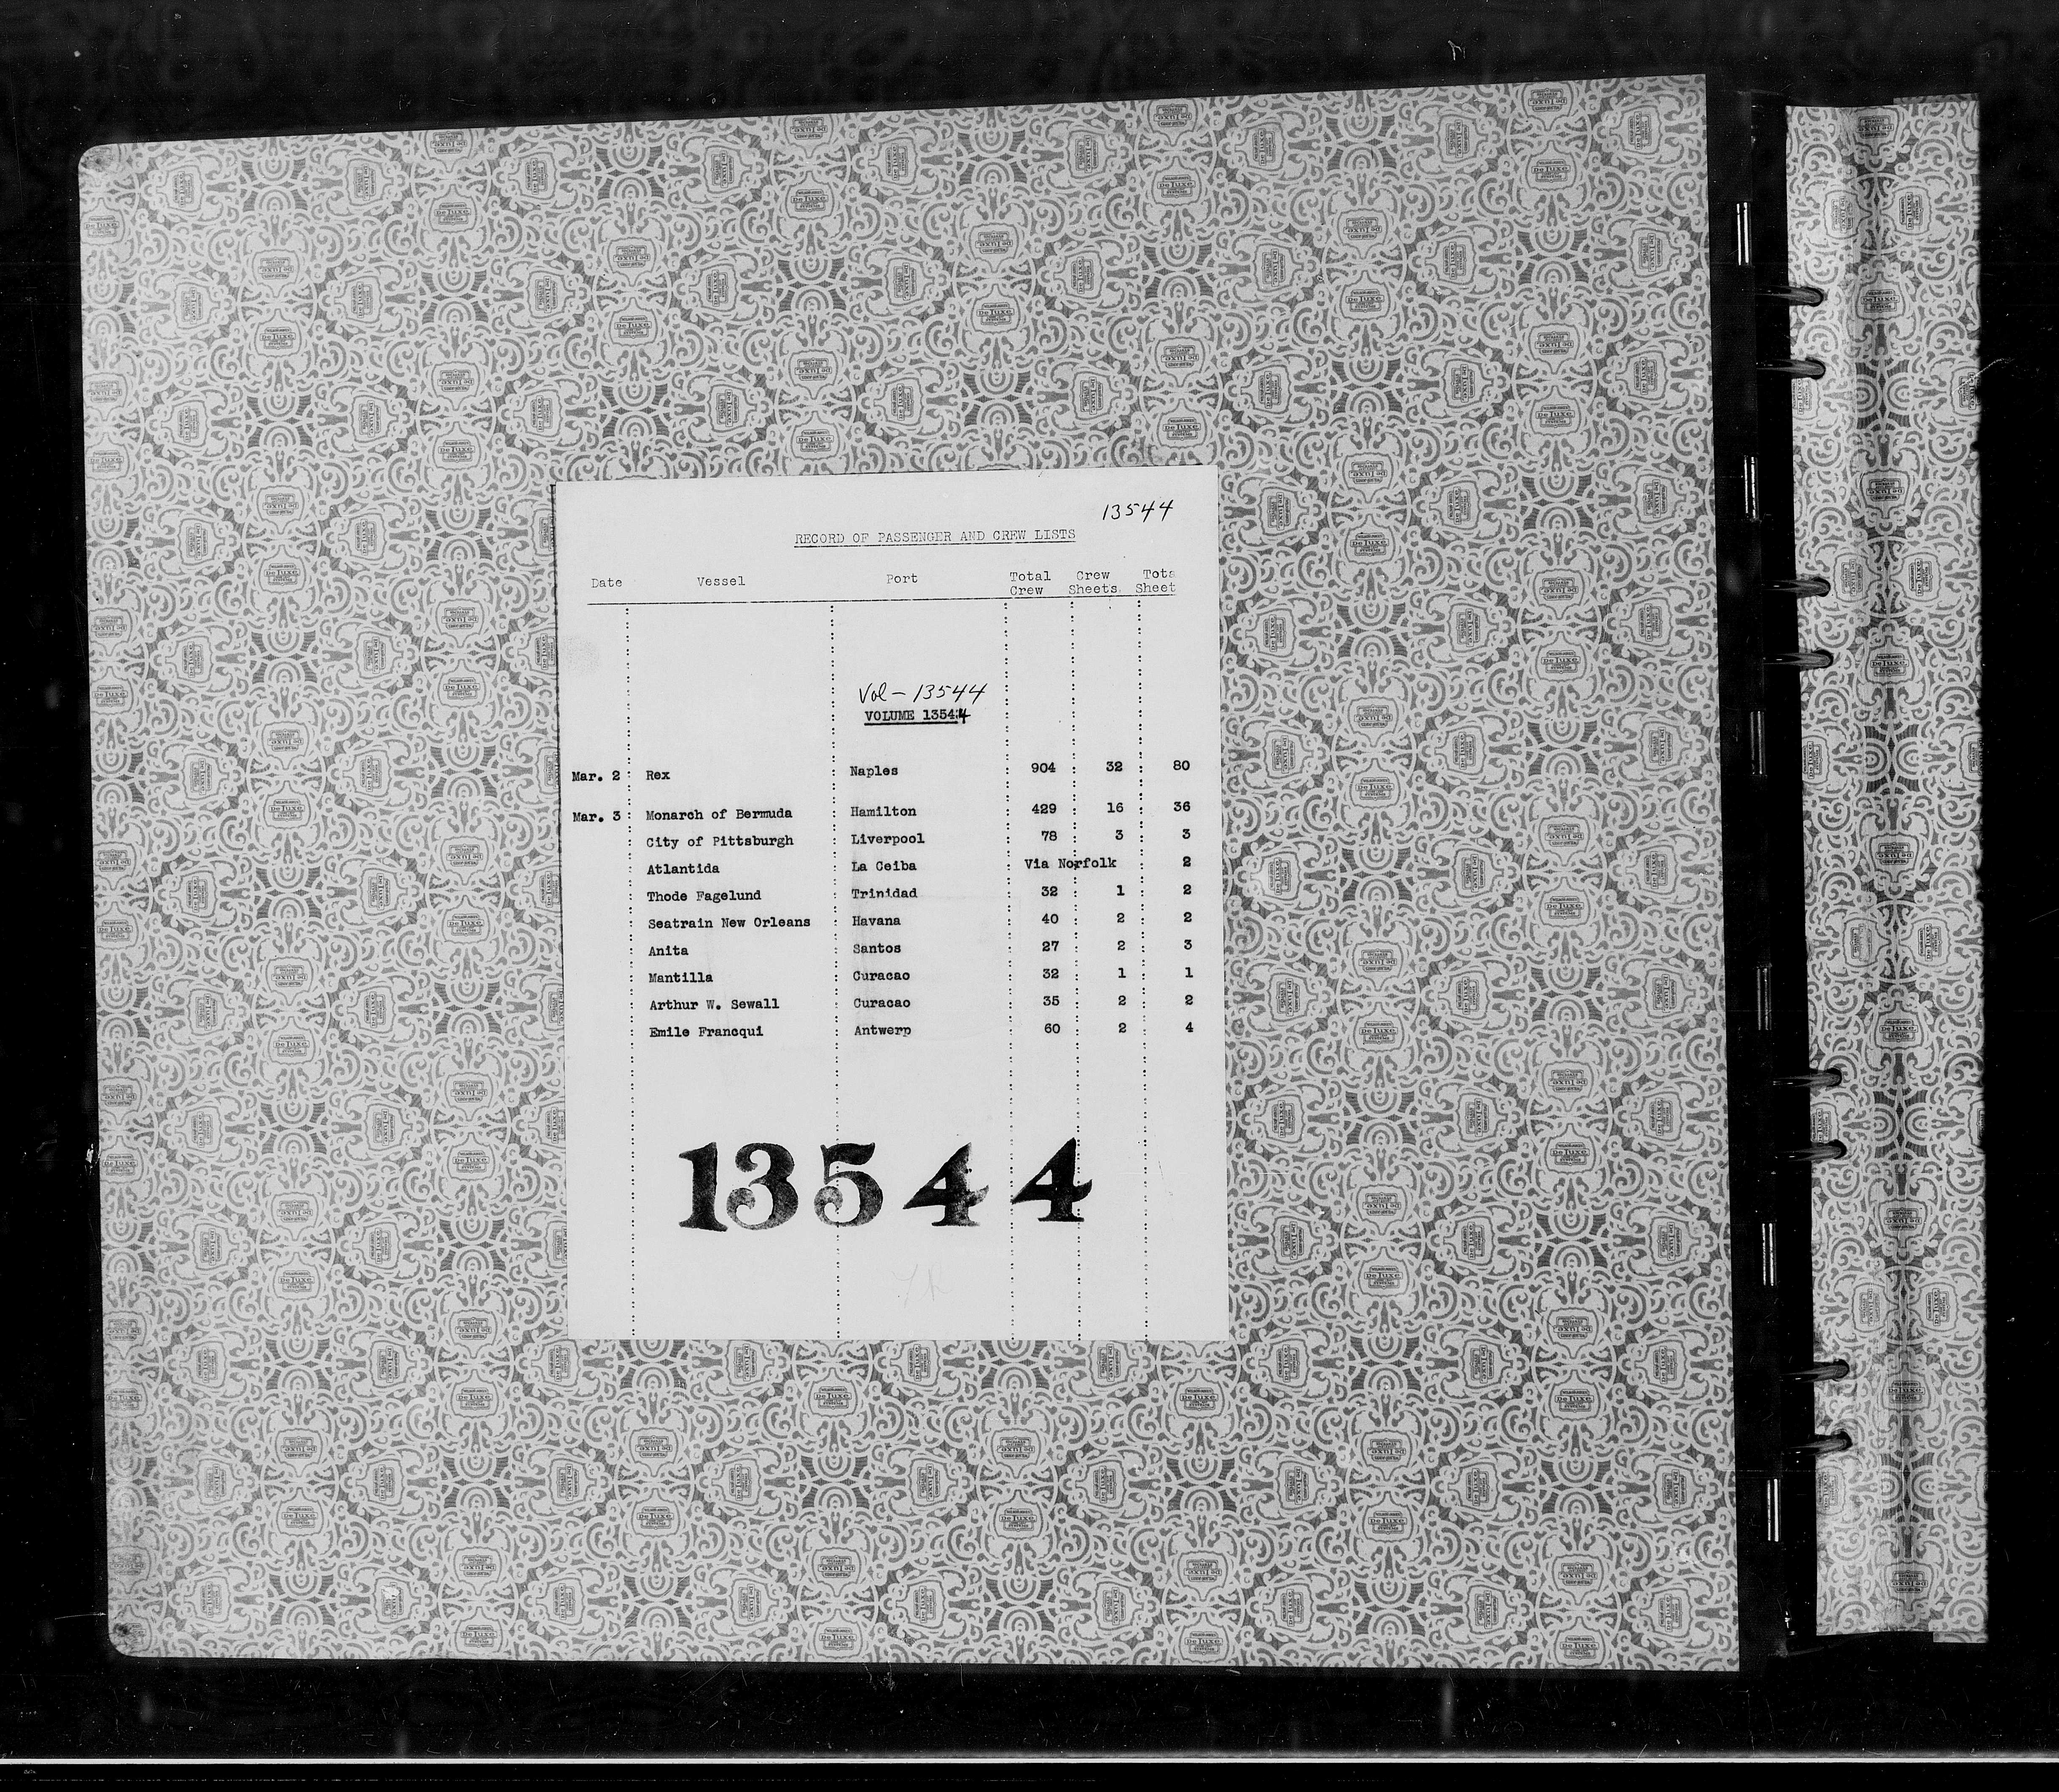 13544
RECORD OF PASSENGER AND CREW LISTS
Date Vessel Port Total Crew Tota
Crew Sheets Sheet
Vol - 13544
VOLUME 13544
Mar. 2 Rex Naples 904 32 80
Mar. 3 Monarch of Bermuda Hamilton 429 16 36
City of Pittsburgh Liverpool 78 3 3
Atlantida La Ceiba Via Norfolk 2
Thode Fagelund Trinidad 32 1 2
Seatrain New Orleans Havana 40 2 2
Anita Santos 27 2 3
Mantilla Curacao 32 1 1
Arthur W. Sewall Curacao 35 2 2
Emile Francqui Antwerp 60 2 4
13544